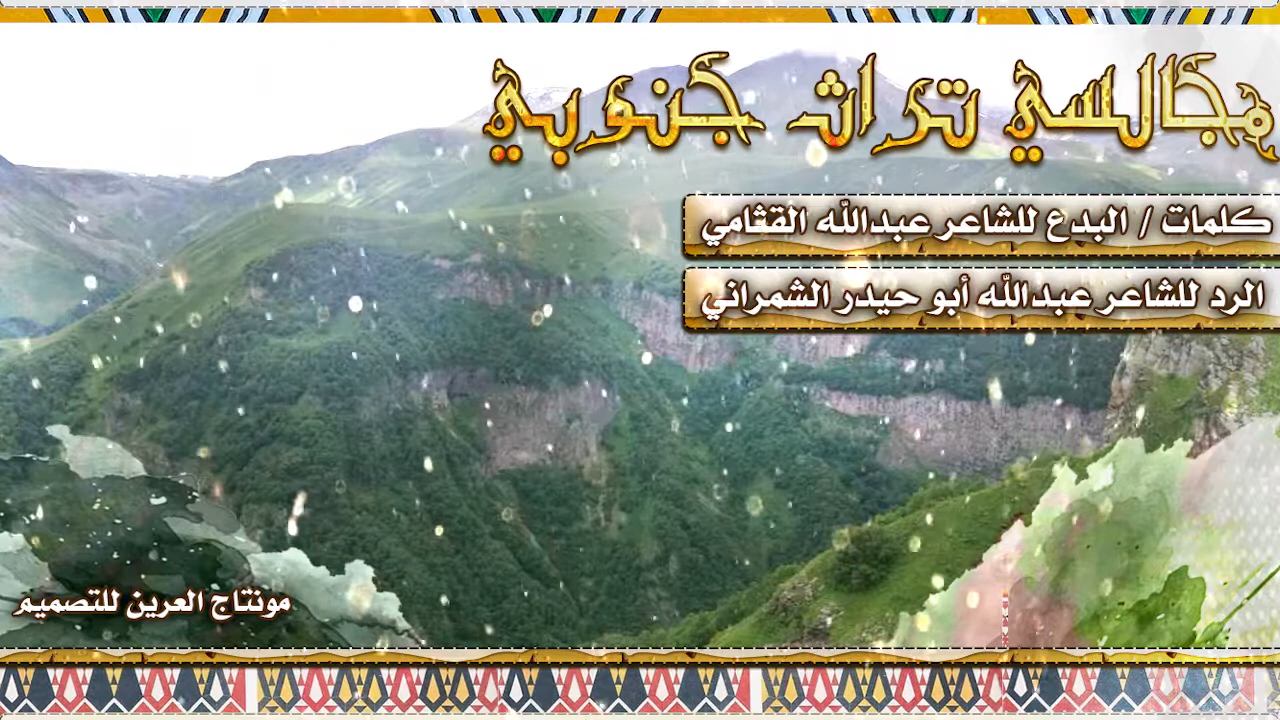 مجالسي تراث جنوبي
كلمات / البدع للشاعر عبدالله القثامي
الرد للشاعر عبدالله أبو حيدر الشمراني
مونتاج العرين للتصميم